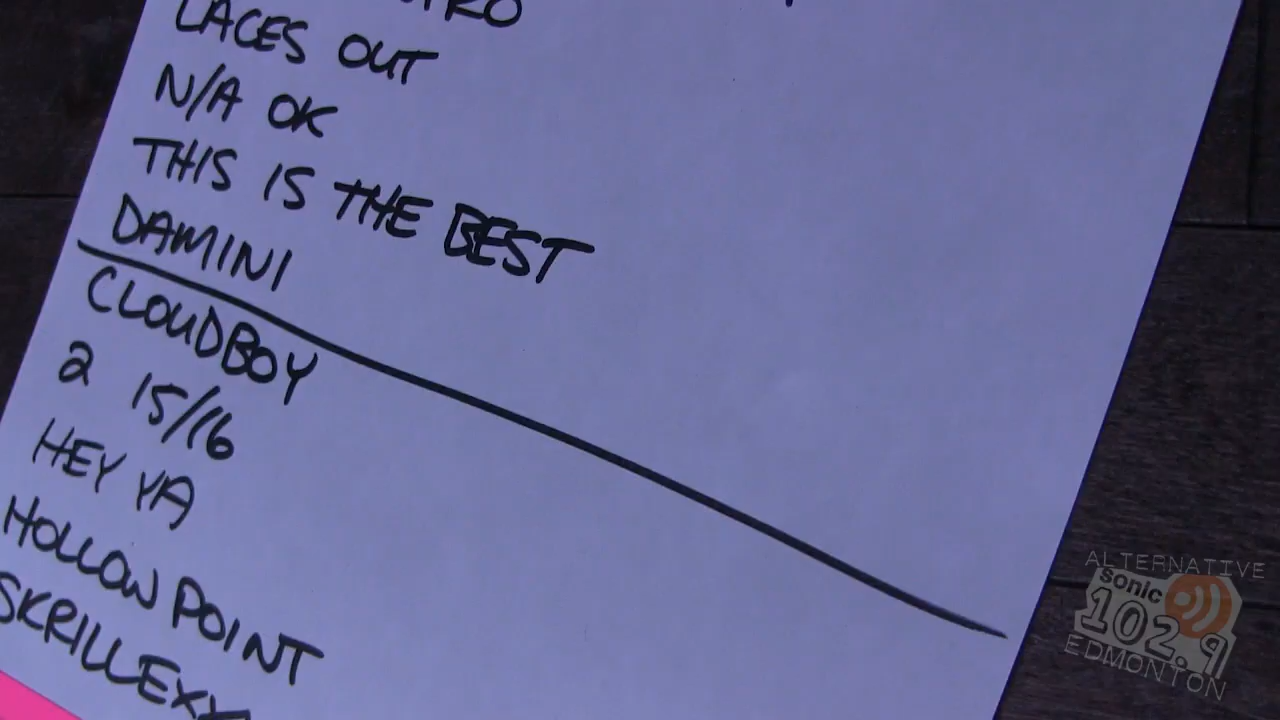 LACES OUT
N/A OK
THIS IS THE BEST
DAMINI
CLOUDBOY
2 15/16
HEY YA
HOLLOW POINT
SKRILLEX
ALTERNATIVE
sonic
102.9
EDMONTON